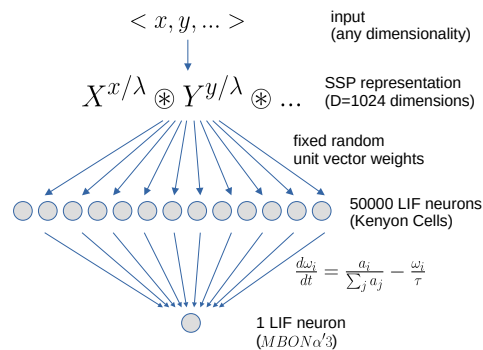 < x, y, ... >
input
(any dimensionality)
X^{x/λ} ⊛ Y^{y/λ} ⊛ ...
SSP representation
(D=1024 dimensions)
fixed random
unit vector weights
50000 LIF neurons
(Kenyon Cells)
dω_i/dt = a_i/∑_j a_j − ω_i/τ
1 LIF neuron
(MBONα'3)